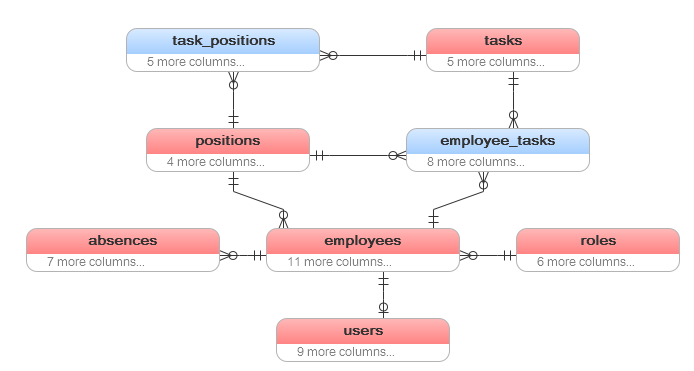 task_positions
5 more columns...
tasks
5 more columns...
positions
4 more columns...
employee_tasks
8 more columns...
absences
7 more columns...
employees
11 more columns...
roles
6 more columns...
users
9 more columns...